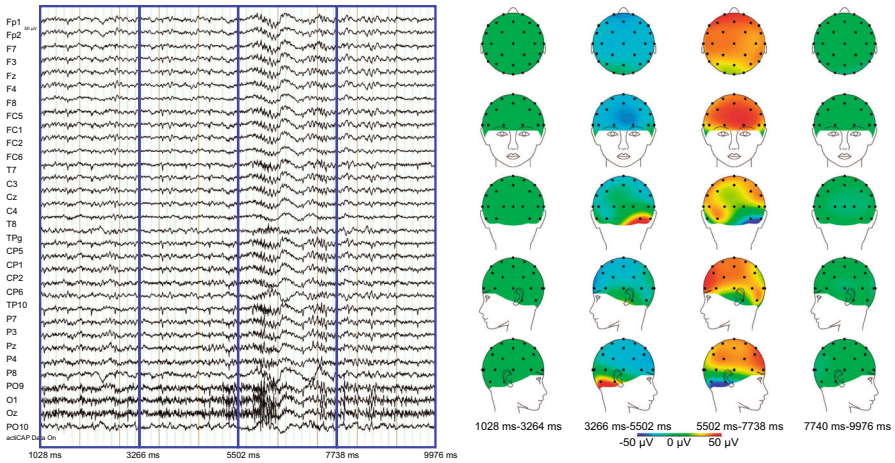 Fp1
50 µV
Fp2
F7
F3
Fz
F4
F8
FC5
FC1
FC2
FC6
T7
C3
Cz
C4
T8
TPg
CP5
CP1
CP2
CP6
TP10
P7
P3
Pz
P4
P8
PO9
O1
Oz
PO10
actiCAP Data On
1028 ms 3266 ms 5502 ms 7738 ms 9976 ms
1028 ms-3264 ms 3266 ms-5502 ms 5502 ms-7738 ms 7740 ms-9976 ms
-50 µV 0 µV 50 µV